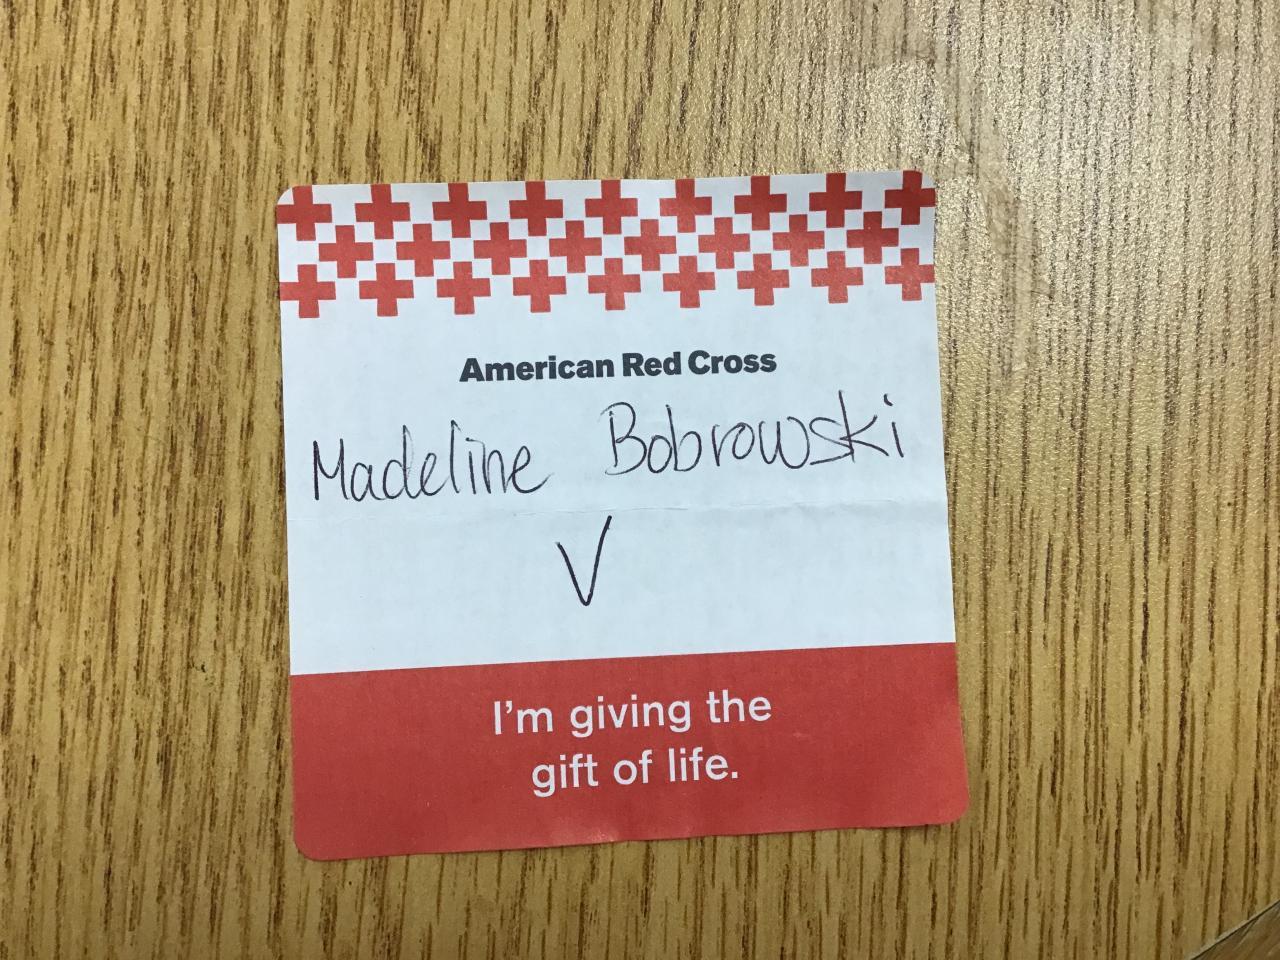 American Red Cross
Madeline Bobrowski
V
I'm giving the
gift of life.